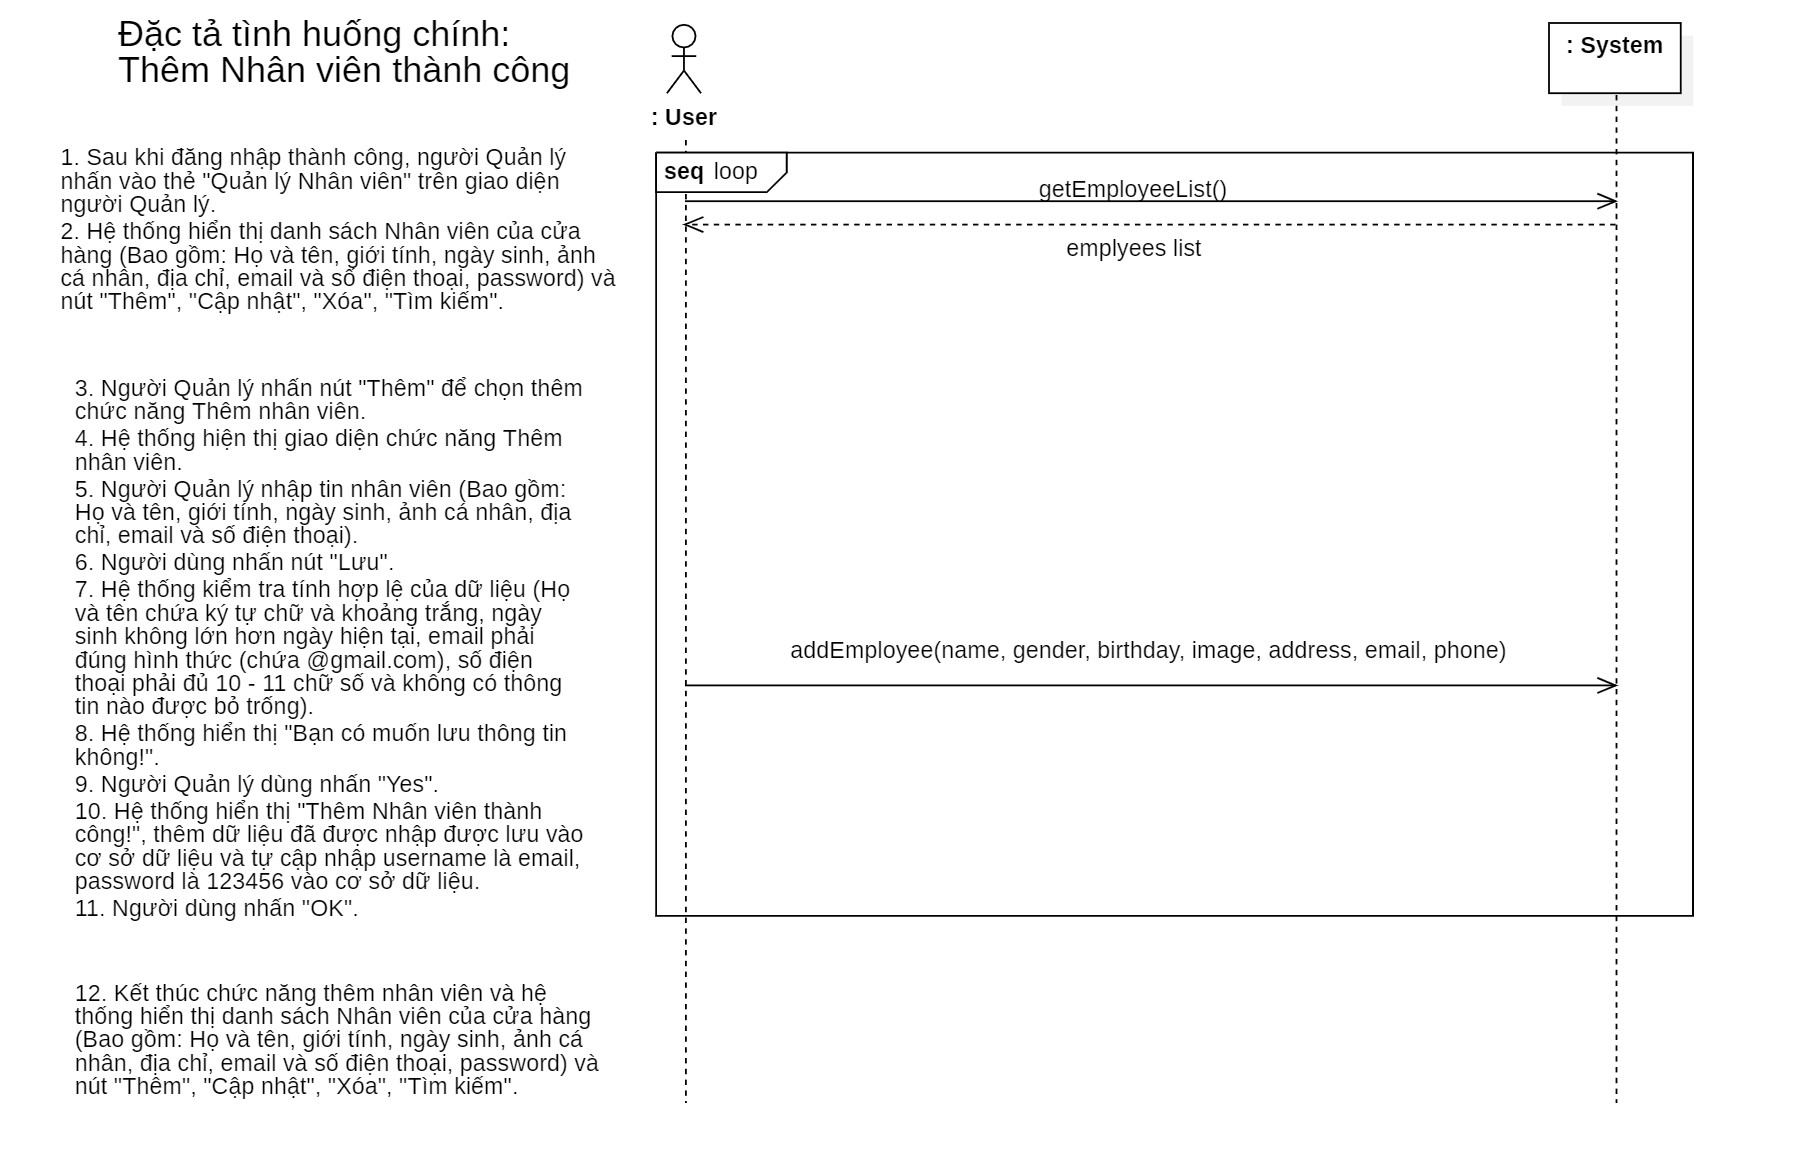 Đặc tả tình huống chính:
Thêm Nhân viên thành công
1. Sau khi đăng nhập thành công, người Quản lý
nhấn vào thẻ "Quản lý Nhân viên" trên giao diện
người Quản lý.
2. Hệ thống hiển thị danh sách Nhân viên của cửa
hàng (Bao gồm: Họ và tên, giới tính, ngày sinh, ảnh
cá nhân, địa chỉ, email và số điện thoại, password) và
nút "Thêm", "Cập nhật", "Xóa", "Tìm kiếm".
3. Người Quản lý nhấn nút "Thêm" để chọn thêm
chức năng Thêm nhân viên.
4. Hệ thống hiện thị giao diện chức năng Thêm
nhân viên.
5. Người Quản lý nhập tin nhân viên (Bao gồm:
Họ và tên, giới tính, ngày sinh, ảnh cá nhân, địa
chỉ, email và số điện thoại).
6. Người dùng nhấn nút "Lưu".
7. Hệ thống kiểm tra tính hợp lệ của dữ liệu (Họ
và tên chứa ký tự chữ và khoảng trắng, ngày
sinh không lớn hơn ngày hiện tại, email phải
đúng hình thức (chứa @gmail.com), số điện
thoại phải đủ 10 - 11 chữ số và không có thông
tin nào được bỏ trống).
8. Hệ thống hiển thị "Bạn có muốn lưu thông tin
không!".
9. Người Quản lý dùng nhấn "Yes".
10. Hệ thống hiển thị "Thêm Nhân viên thành
công!", thêm dữ liệu đã được nhập được lưu vào
cơ sở dữ liệu và tự cập nhập username là email,
password là 123456 vào cơ sở dữ liệu.
11. Người dùng nhấn "OK".
12. Kết thúc chức năng thêm nhân viên và hệ
thống hiển thị danh sách Nhân viên của cửa hàng
(Bao gồm: Họ và tên, giới tính, ngày sinh, ảnh cá
nhân, địa chỉ, email và số điện thoại, password) và
nút "Thêm", "Cập nhật", "Xóa", "Tìm kiếm".
: User
: System
seq loop
getEmployeeList()
emplyees list
addEmployee(name, gender, birthday, image, address, email, phone)